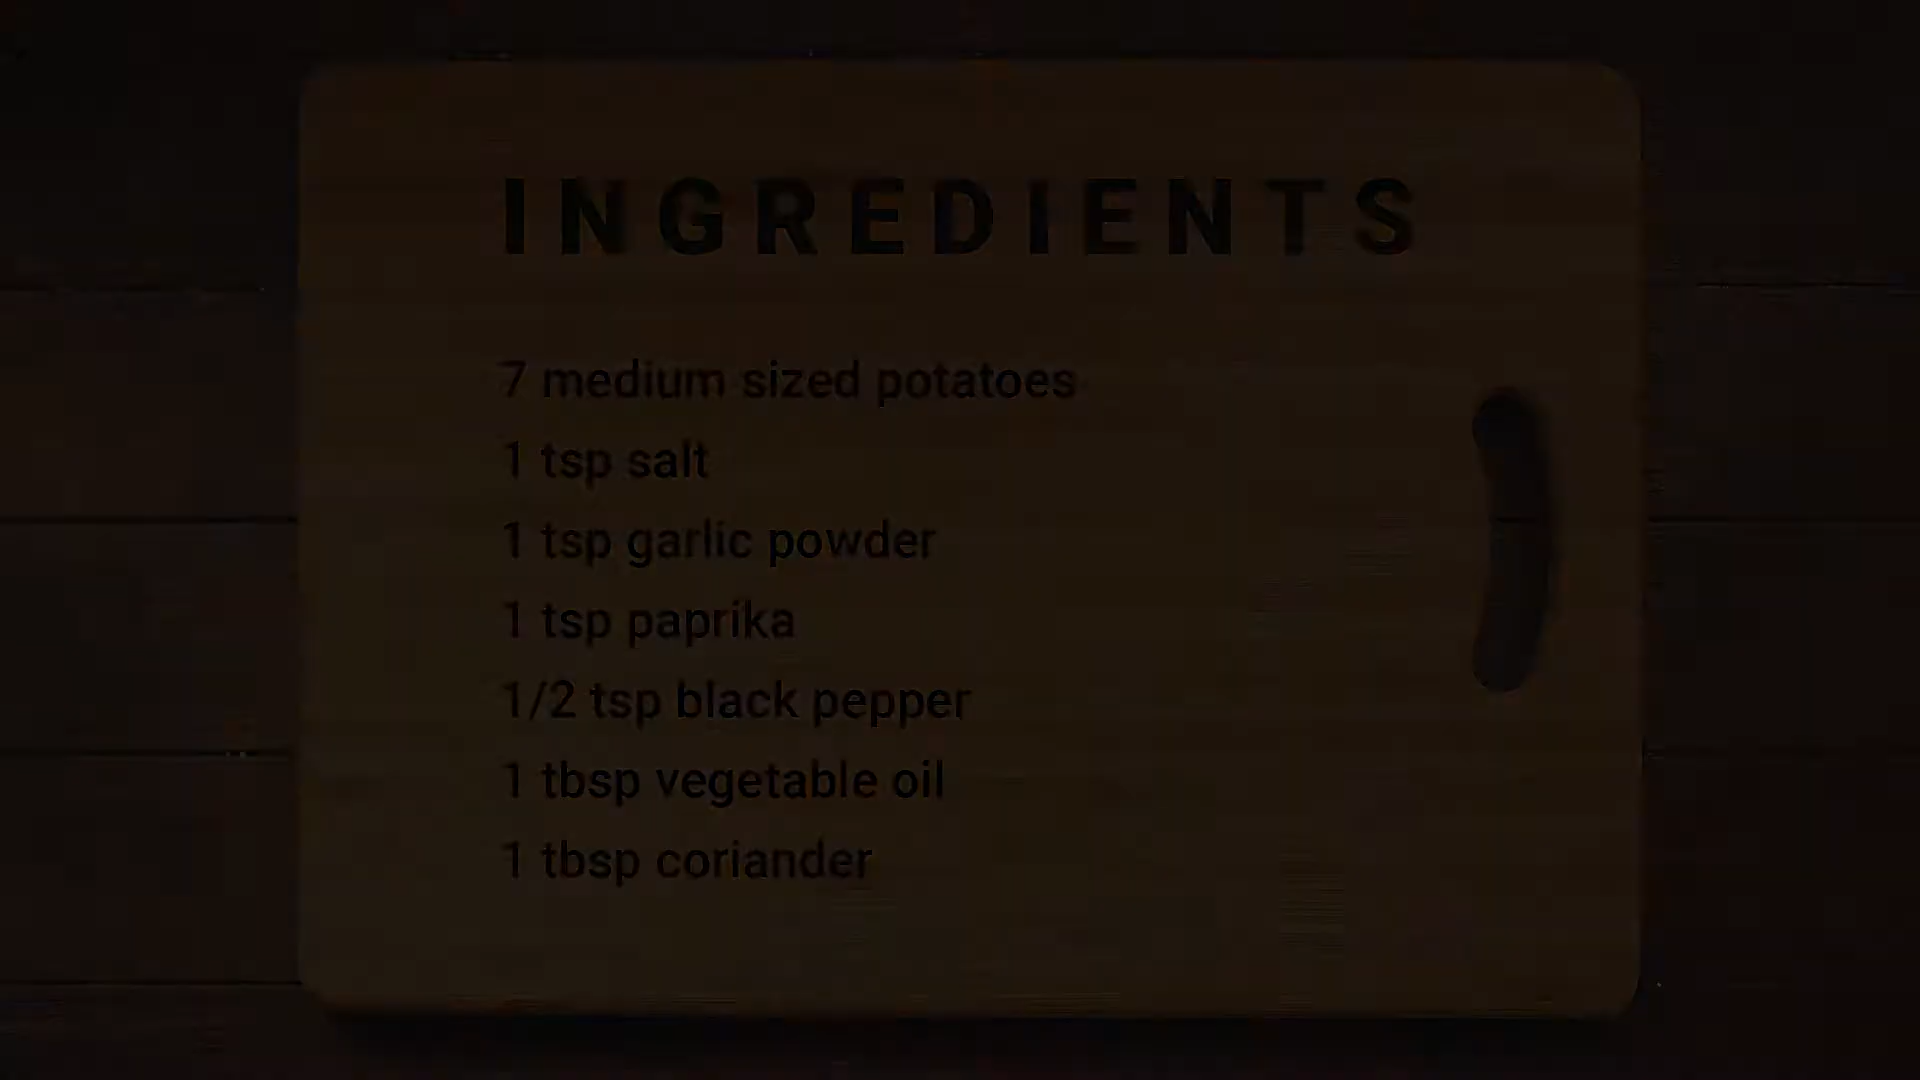 INGREDIENTS
7 medium sized potatoes
1 tsp salt
1 tsp garlic powder
1 tsp paprika
1/2 tsp black pepper
1 tbsp vegetable oil
1 tbsp coriander